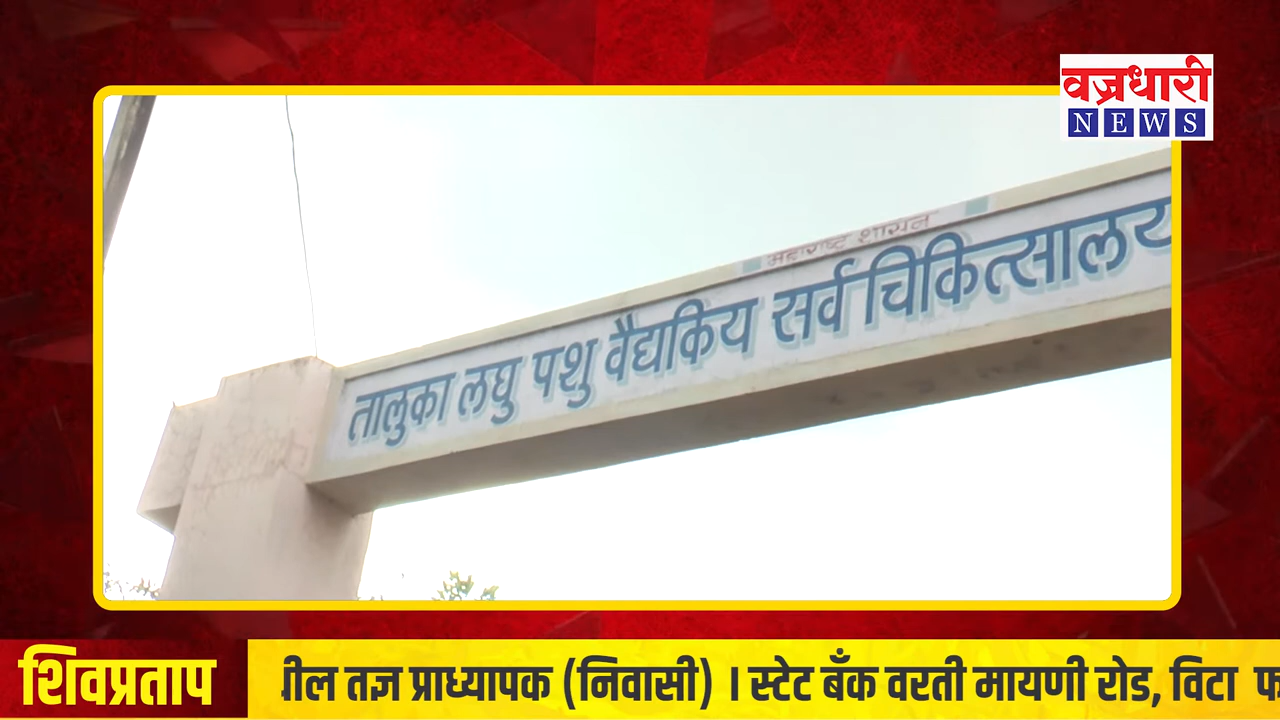 वज्रधारी
NEWS
महाराष्ट्र शासन
तालुका लघु पशु वैद्यकिय सर्व चिकित्सालय
शिवप्रताप
तज्ञ प्राध्यापक (निवासी) । स्टेट बँक वरती मायणी रोड, विटा